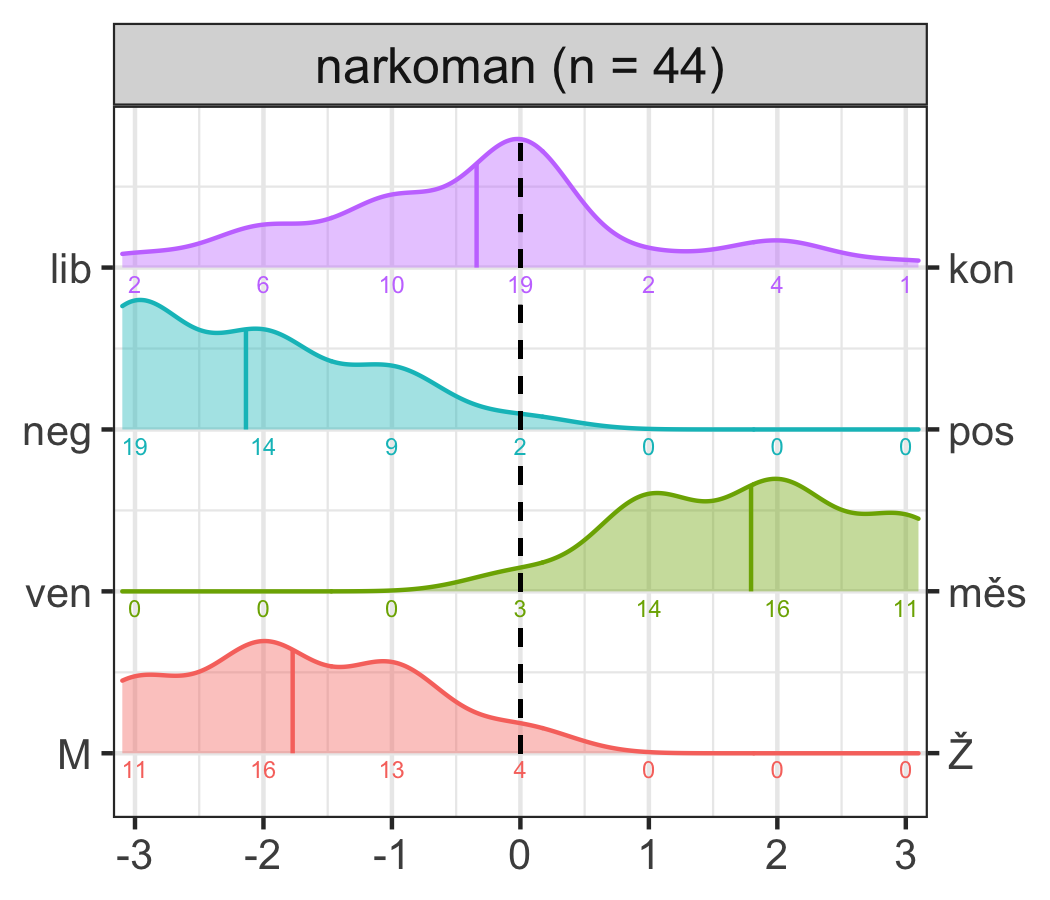 narkoman (n = 44)
lib kon
2 6 10 19 2 4 1
neg pos
19 14 9 2 0 0 0
ven měs
0 0 0 3 14 16 11
M Ž
11 16 13 4 0 0 0
-3 -2 -1 0 1 2 3